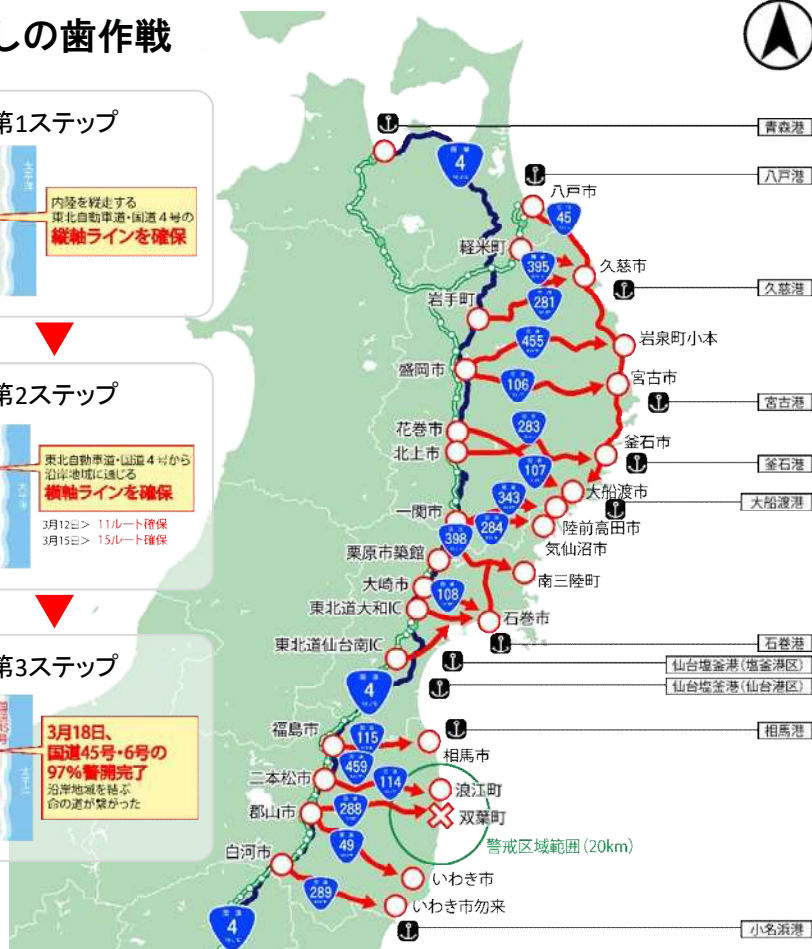 しの歯作戦
第1ステップ
内陸を縦走する
東北自動車道・国道4号の
縦軸ラインを確保
第2ステップ
東北自動車道・国道4号から
沿岸地域に通じる
横軸ラインを確保
3月12日> 11ルート確保
3月15日> 15ルート確保
第3ステップ
3月18日、
国道45号・6号の
97%警開完了
沿岸地域を結ぶ
命の道が繋がった
青森港
4
八戸港
八戸市
45
軽米町
395
久慈市
281
久慈港
岩手町
455
岩泉町小本
盛岡市
106
宮古市
宮古港
283
花巻市
北上市
釜石市
釜石港
107
343
大船渡市
大船渡港
一関市
284
陸前高田市
398
気仙沼市
栗原市築館
南三陸町
大崎市
108
東北道大和IC
石巻市
石巻港
東北道仙台南IC
仙台塩釜港(塩釜港区)
仙台塩釜港(仙台港区)
4
福島市
115
相馬港
相馬市
459
二本松市
114
浪江町
郡山市
288
双葉町
49
警戒区域範囲(20km)
白河市
いわき市
289
いわき市勿来
4
小名浜港